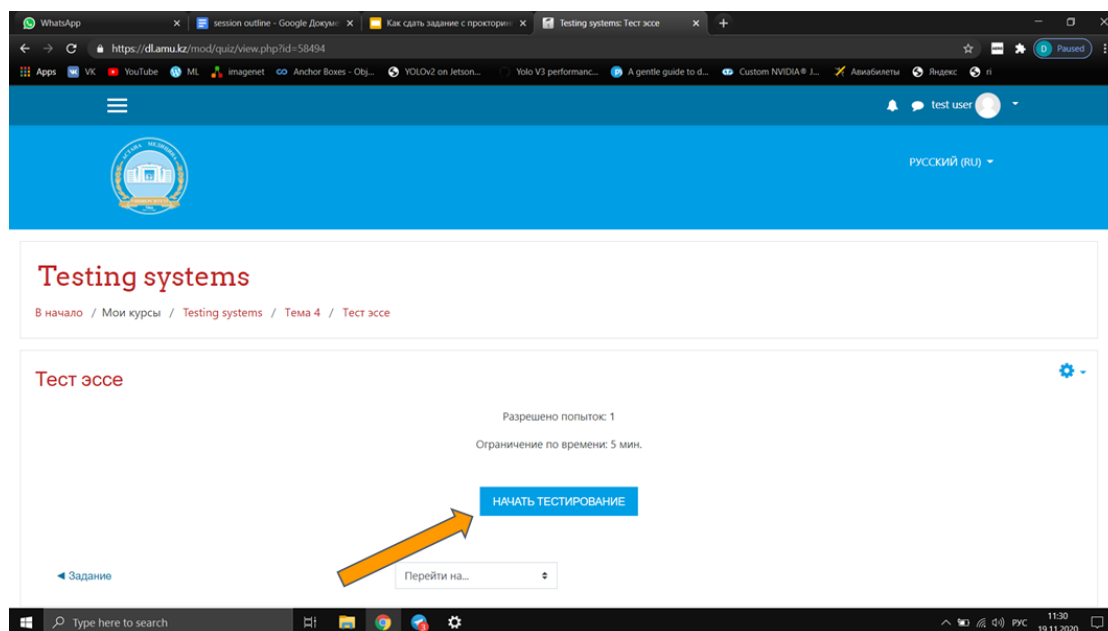 WhatsApp
session outline - Google Докуме
Как сдать задание с прокторин
Testing systems: Тест эссе
https://dl.amu.kz/mod/quiz/view.php?id=58494
Paused
Apps VK YouTube ML imagenet Anchor Boxes - Obj... YOLOv2 on Jetson... Yolo V3 performanc... A gentle guide to d... Custom NVIDIA® J... Авиабилеты Яндекс ri
test user
РУССКИЙ (RU)
Testing systems
В начало / Мои курсы / Testing systems / Тема 4 / Тест эссе
Тест эссе
Разрешено попыток: 1
Ограничение по времени: 5 мин.
НАЧАТЬ ТЕСТИРОВАНИЕ
◄ Задание
Перейти на...
Type here to search
РУС
11:30
19.11.2020